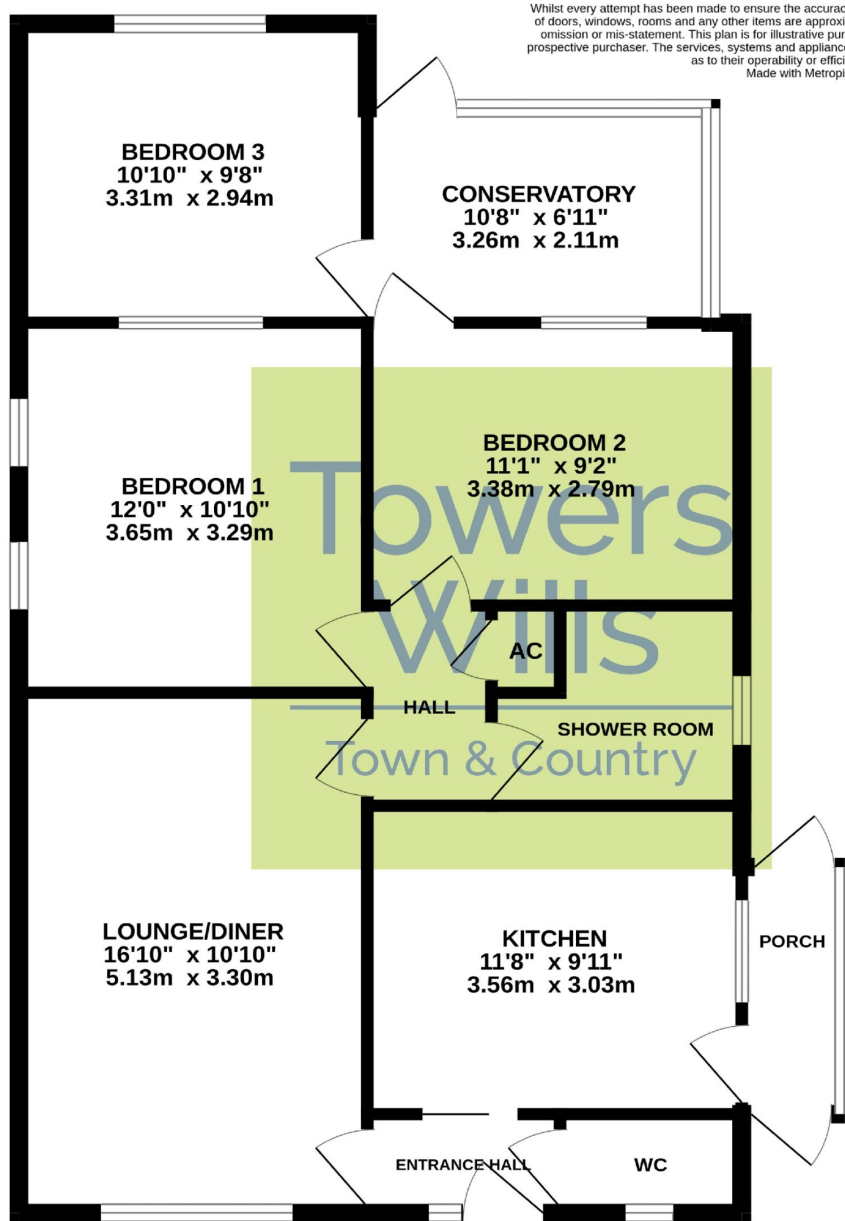 Whilst every attempt has been made to ensure the accurac
of doors, windows, rooms and any other items are approxi
omission or mis-statement. This plan is for illustrative pur
prospective purchaser. The services, systems and appliance
as to their operability or effici
Made with Metropi
BEDROOM 3
10'10" x 9'8"
3.31m x 2.94m
CONSERVATORY
10'8" x 6'11"
3.26m x 2.11m
BEDROOM 2
11'1" x 9'2"
3.38m x 2.79m
BEDROOM 1
12'0" x 10'10"
3.65m x 3.29m
Towers
Wills
Town & Country
AC
HALL
SHOWER ROOM
LOUNGE/DINER
16'10" x 10'10"
5.13m x 3.30m
KITCHEN
11'8" x 9'11"
3.56m x 3.03m
PORCH
ENTRANCE HALL
WC